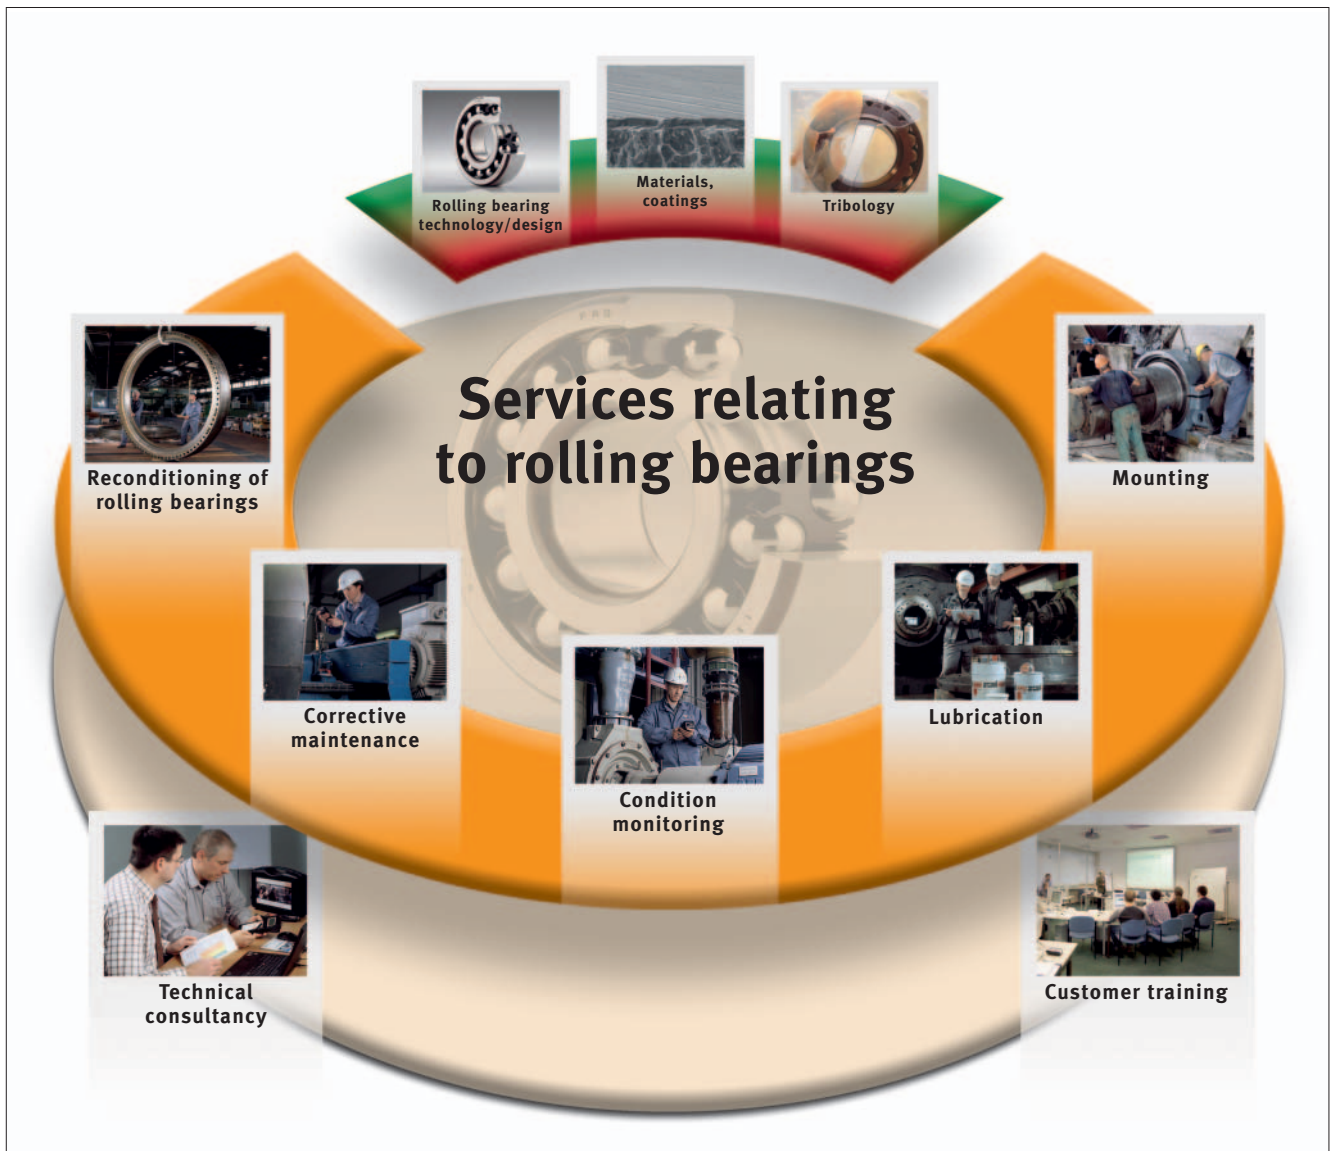 Materials,
coatings
Rolling bearing
technology/design
Tribology
Services relating
to rolling bearings
Reconditioning of
rolling bearings
Mounting
Corrective
maintenance
Lubrication
Condition
monitoring
Technical
consultancy
Customer training